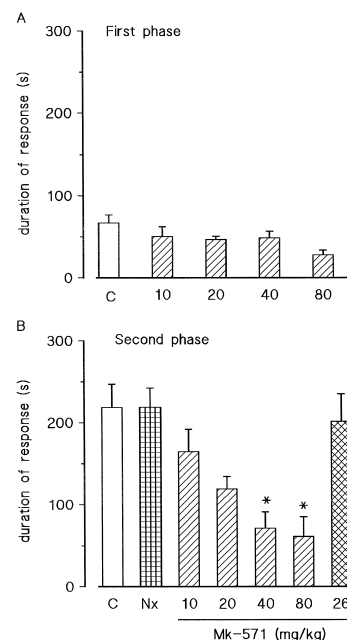 A
First phase
300
200
100
0
duration of response (s)
C 10 20 40 80
B
Second phase
300
200
100
0
duration of response (s)
* *
C Nx 10 20 40 80 26
Mk-571 (mg/kg)